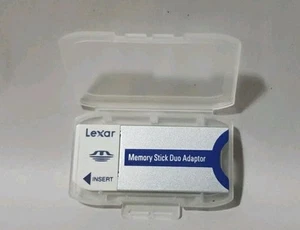 Lexar
Memory Stick Duo Adaptor
INSERT